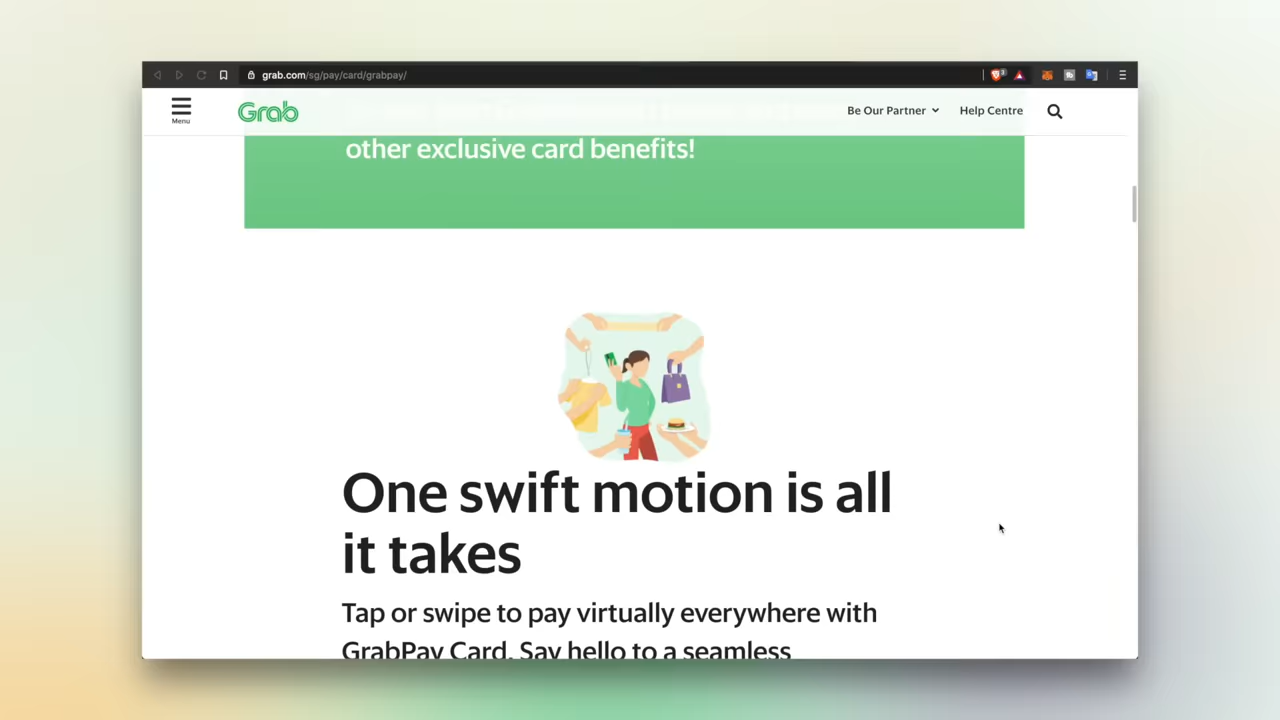 grab.com/sg/pay/card/grabpay/
Menu
Grab
Be Our Partner
Help Centre
other exclusive card benefits!
One swift motion is all
it takes
Tap or swipe to pay virtually everywhere with
GrabPay Card. Say hello to a seamless